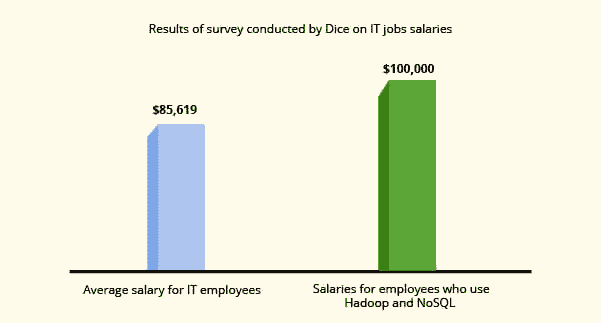 Results of survey conducted by Dice on IT jobs salaries
$100,000
$85,619
Average salary for IT employees
Salaries for employees who use
Hadoop and NoSQL